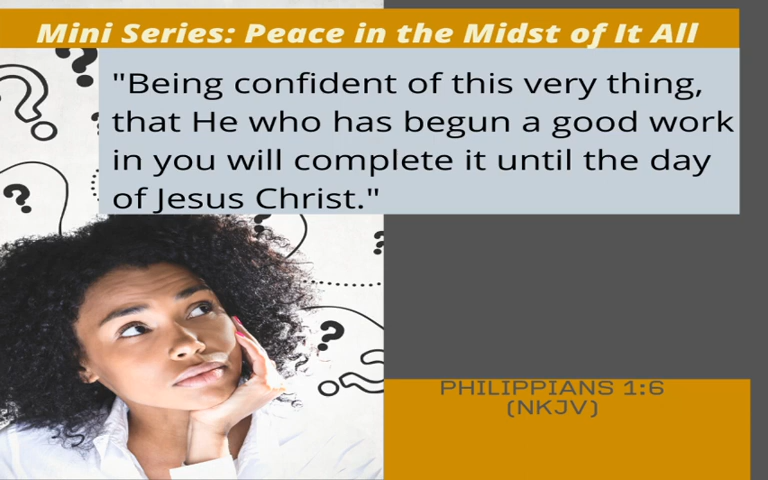 Mini Series: Peace in the Midst of It All
"Being confident of this very thing,
that He who has begun a good work
in you will complete it until the day
of Jesus Christ."
PHILIPPIANS 1:6
(NKJV)